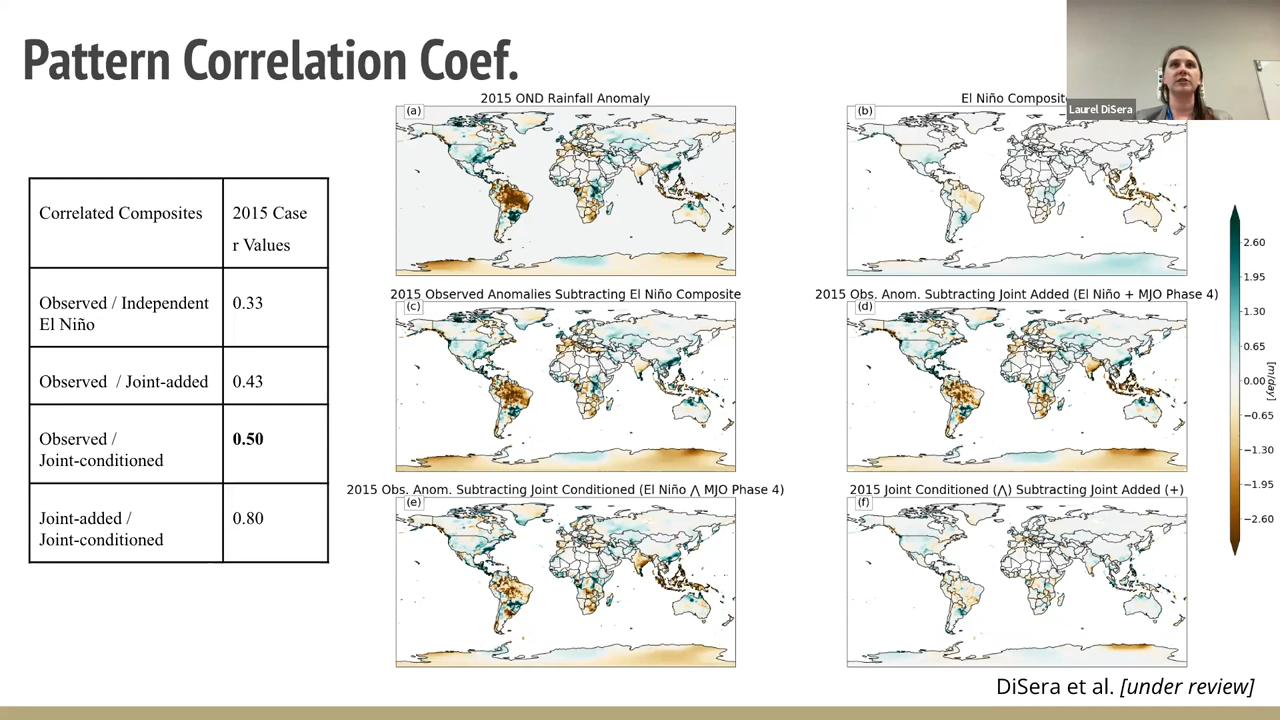 Pattern Correlation Coef.
Laurel DiSera
Correlated Composites
2015 Case
r Values
Observed / Independent
El Niño
0.33
Observed / Joint-added
0.43
Observed /
Joint-conditioned
0.50
Joint-added /
Joint-conditioned
0.80
2015 OND Rainfall Anomaly
(a)
El Niño Composite
(b)
2015 Observed Anomalies Subtracting El Niño Composite
(c)
2015 Obs. Anom. Subtracting Joint Added (El Niño + MJO Phase 4)
(d)
2015 Obs. Anom. Subtracting Joint Conditioned (El Niño ⋀ MJO Phase 4)
(e)
2015 Joint Conditioned (⋀) Subtracting Joint Added (+)
(f)
2.60
1.95
1.30
0.65
0.00
−0.65
−1.30
−1.95
−2.60
[m/day]
DiSera et al. [under review]